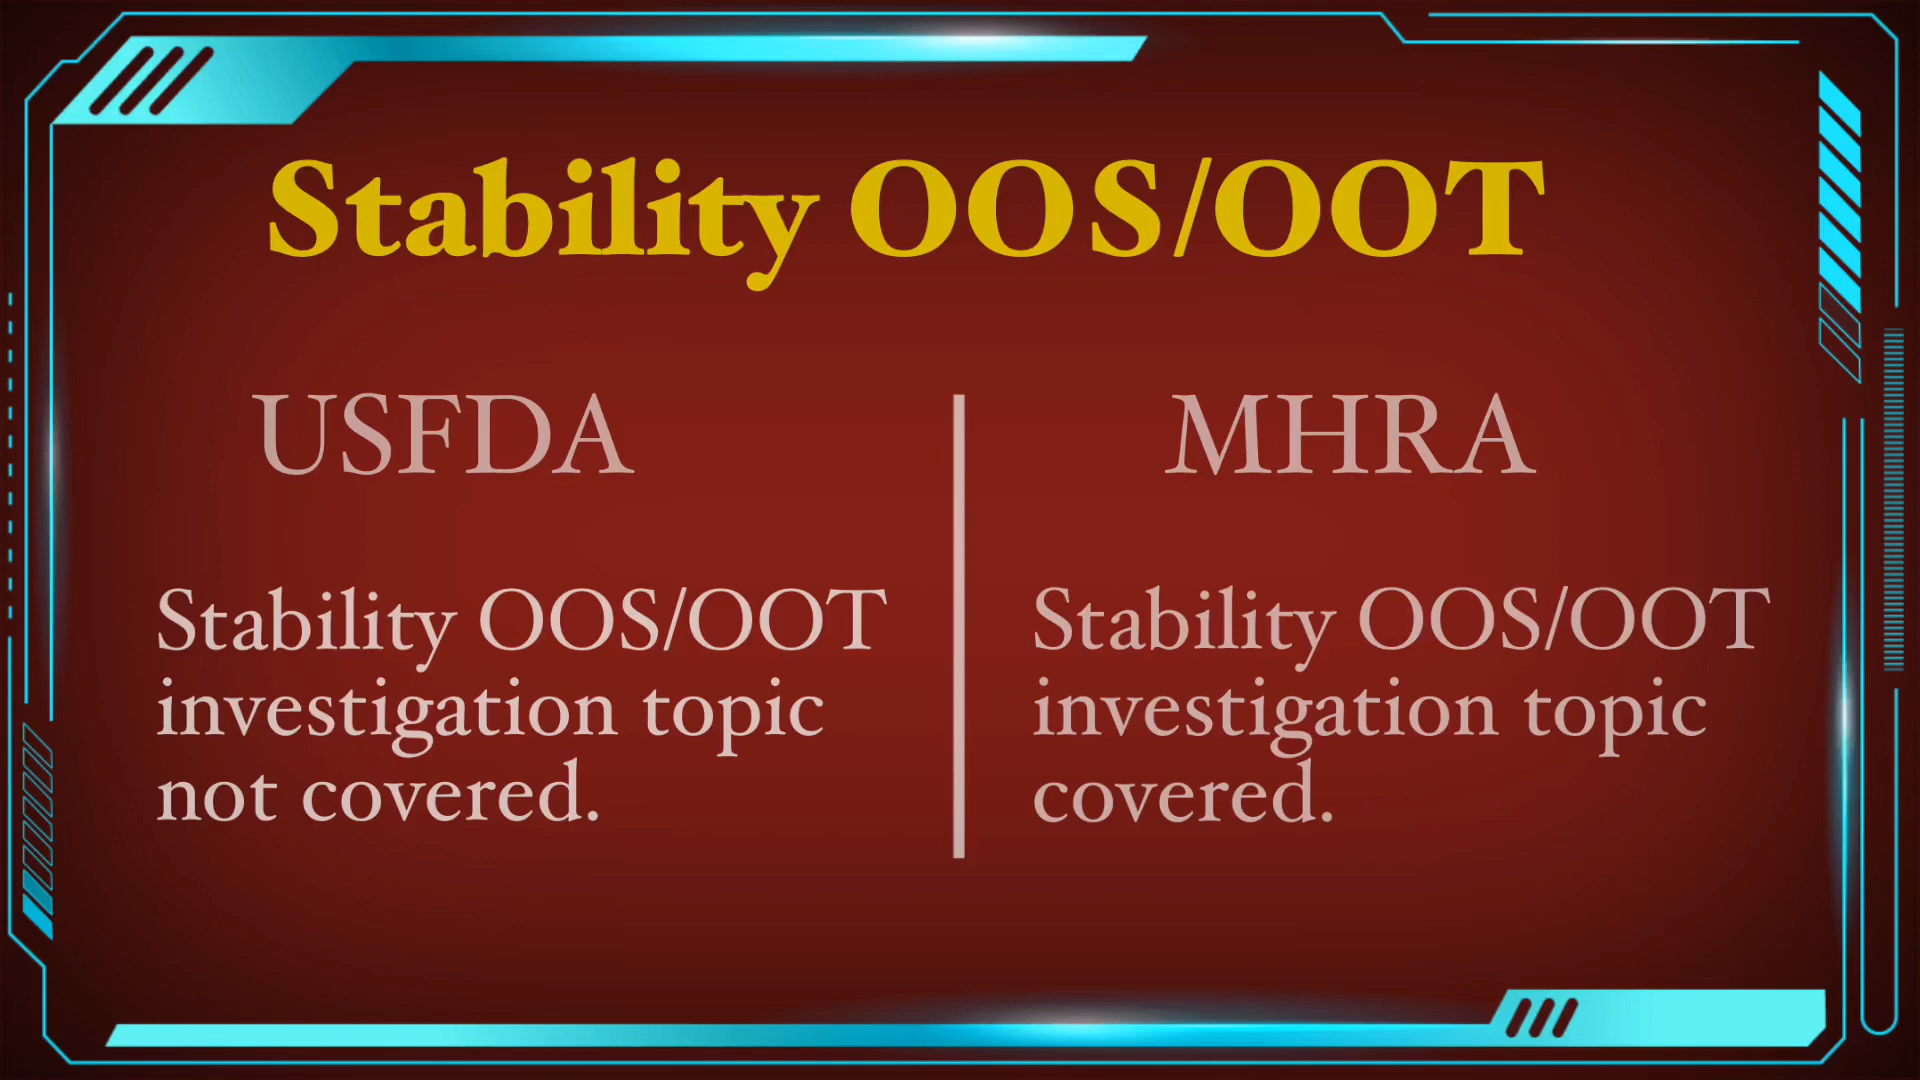 Stability OOS/OOT
USFDA
Stability OOS/OOT
investigation topic
not covered.
MHRA
Stability OOS/OOT
investigation topic
covered.